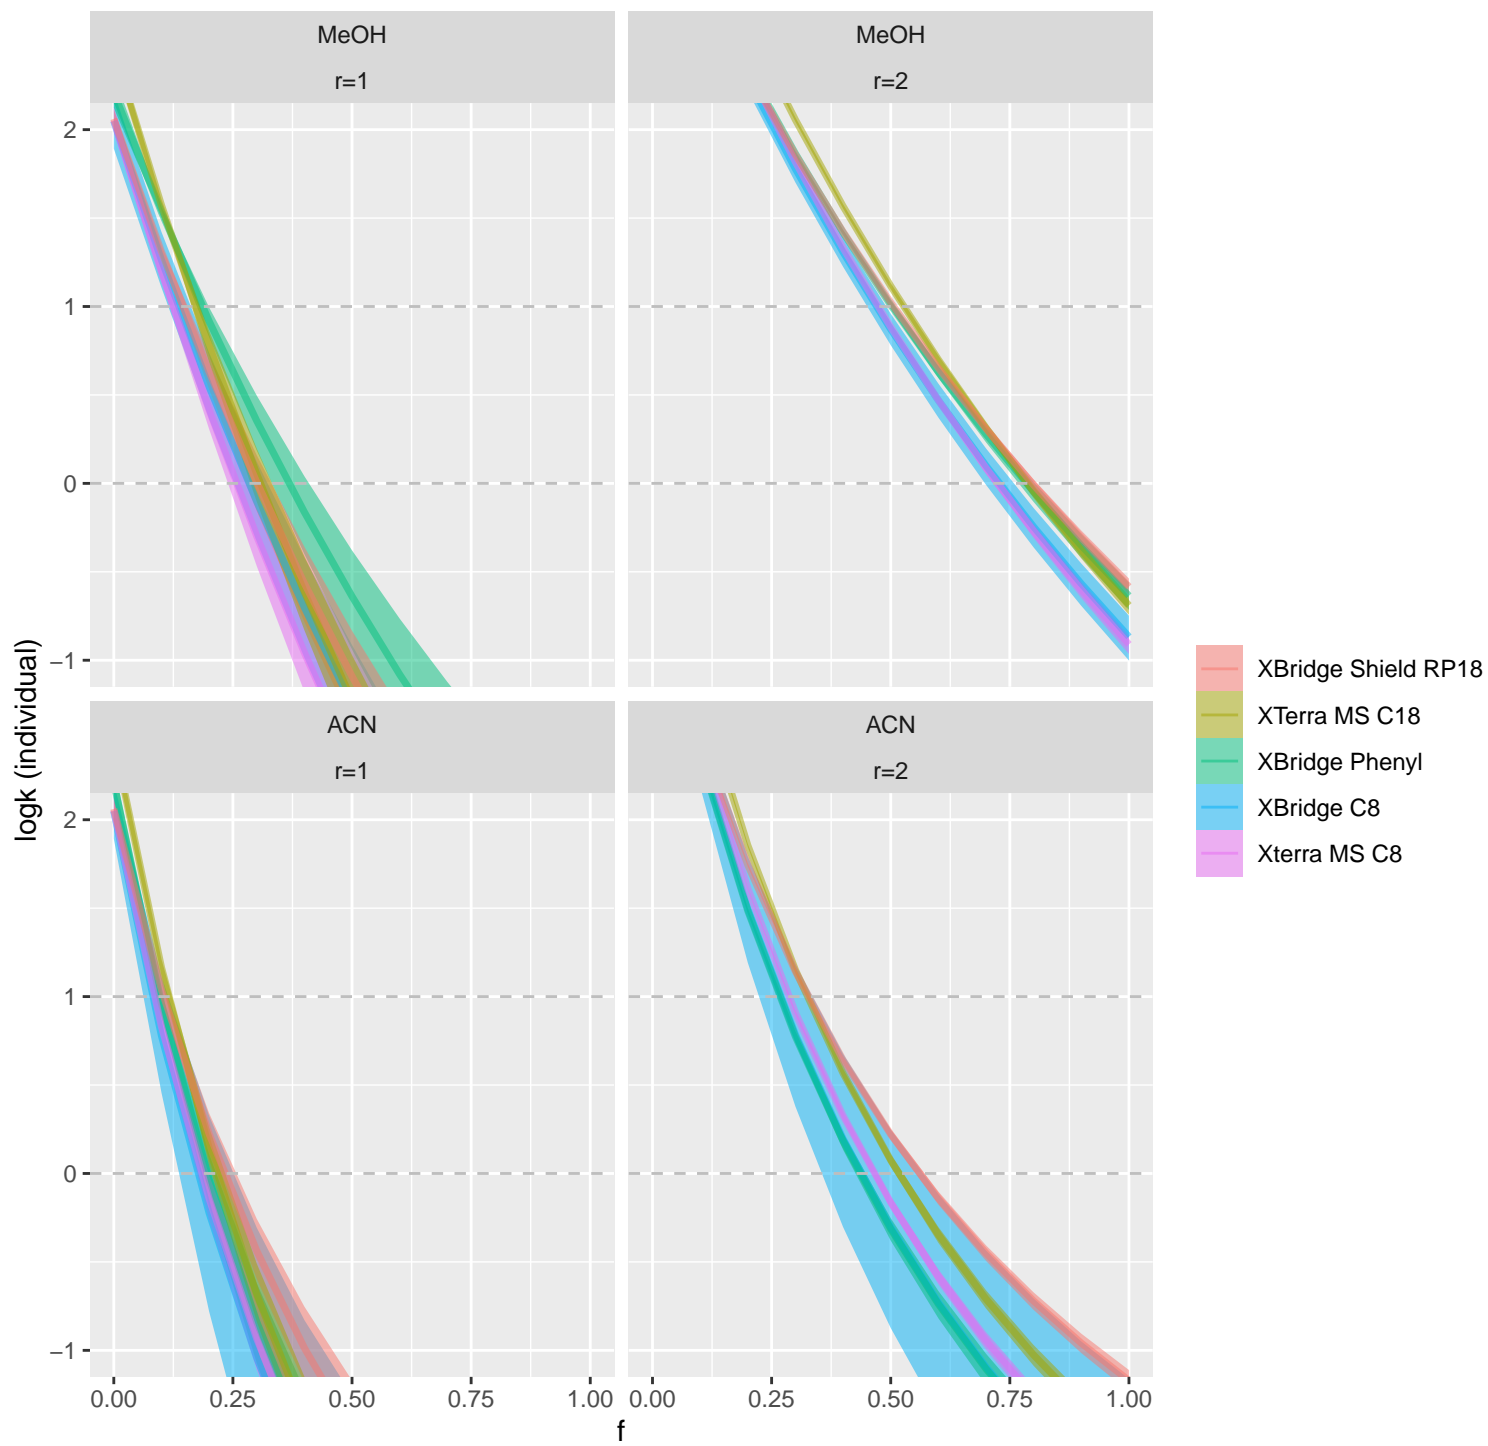 MeOH
r=1
MeOH
r=2
2
1
0
−1
ACN
r=1
ACN
r=2
2
1
0
−1
0.00 0.25 0.50 0.75 1.00 0.00 0.25 0.50 0.75 1.00
f
logk (individual)
XBridge Shield RP18
XTerra MS C18
XBridge Phenyl
XBridge C8
Xterra MS C8